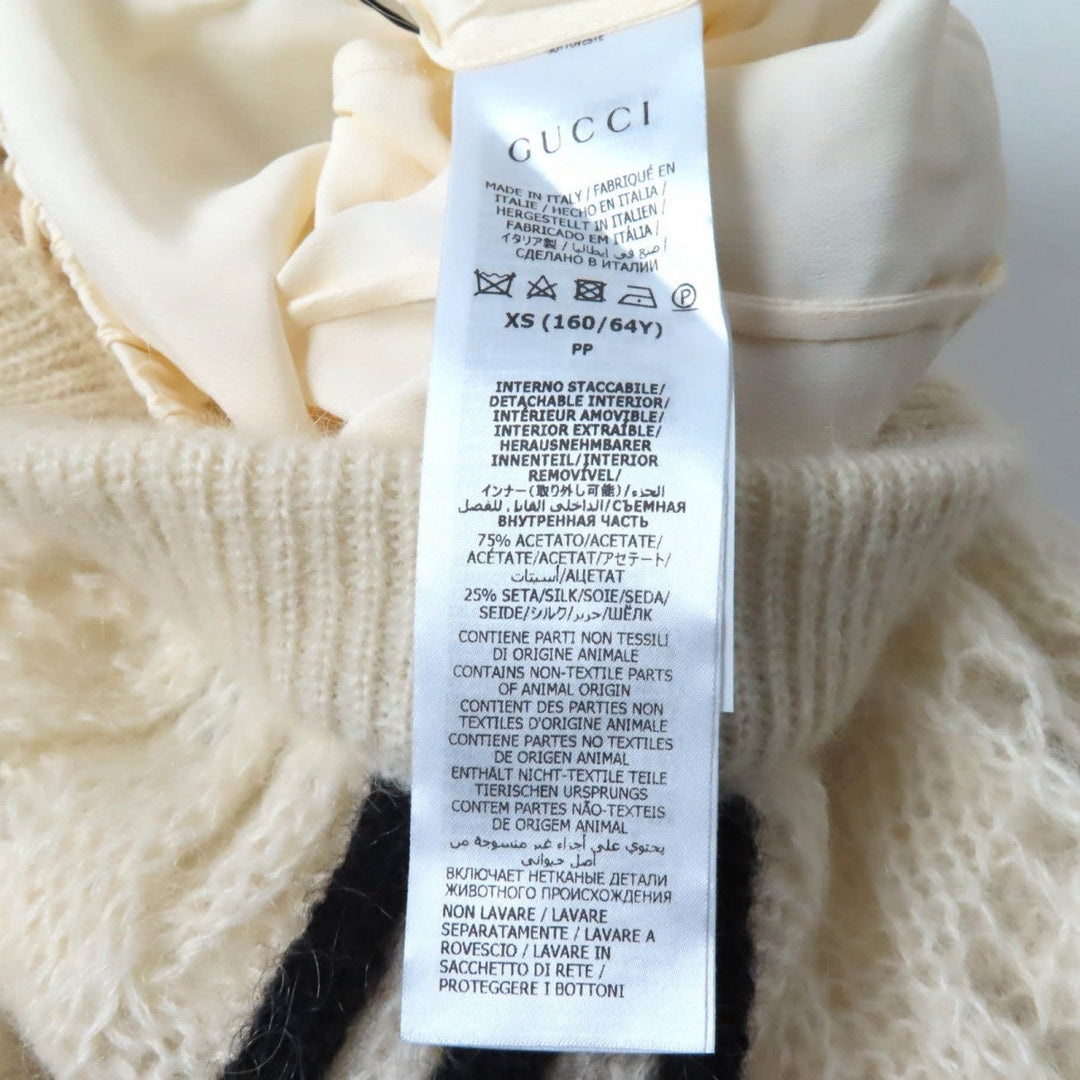 GUCCI
MADE IN ITALY / FABRIQUÉ EN
ITALIE / HECHO EN ITALIA /
HERGESTELLT IN ITALIEN /
FABRICADO EM ITÁLIA /
イタリア製 / صنع في إيطاليا /
СДЕЛАНО В ИТАЛИИ
P
XS (160/64Y)
PP
INTERNO STACCABILE/
DETACHABLE INTERIOR/
INTÉRIEUR AMOVIBLE/
INTERIOR EXTRAÍBLE/
HERAUSNEHMBARER
INNENTEIL/INTERIOR
REMOVÍVEL/
インナー(取り外し可能)/الجزء
الداخلي القابل للفصل/СЪЕМНАЯ
ВНУТРЕННАЯ ЧАСТЬ
75% ACETATO/ACETATE/
ACÉTATE/ACETAT/アセテート/
أسيتات/АЦЕТАТ
25% SETA/SILK/SOIE/SEDA/
SEIDE/シルク/حرير/ШЁЛК
CONTIENE PARTI NON TESSILI
DI ORIGINE ANIMALE
CONTAINS NON-TEXTILE PARTS
OF ANIMAL ORIGIN
CONTIENT DES PARTIES NON
TEXTILES D'ORIGINE ANIMALE
CONTIENE PARTES NO TEXTILES
DE ORIGEN ANIMAL
ENTHÄLT NICHT-TEXTILE TEILE
TIERISCHEN URSPRUNGS
CONTEM PARTES NÃO-TEXTEIS
DE ORIGEM ANIMAL
يحتوي على أجزاء غير منسوجة من
أصل حيواني
ВКЛЮЧАЕТ НЕТКАНЫЕ ДЕТАЛИ
ЖИВОТНОГО ПРОИСХОЖДЕНИЯ
NON LAVARE / LAVARE
SEPARATAMENTE / LAVARE A
ROVESCIO / LAVARE IN
SACCHETTO DI RETE /
PROTEGGERE I BOTTONI